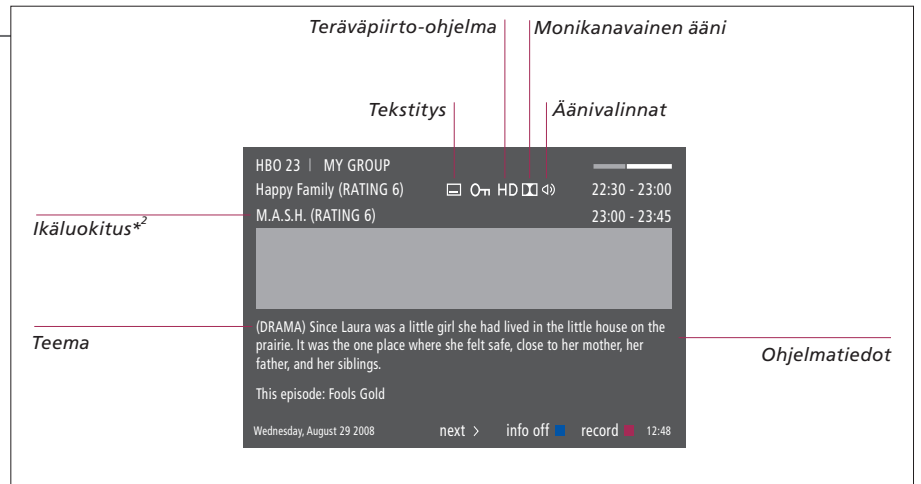 Teräväpiirto-ohjelma
Monikanavainen ääni
Tekstitys
Äänivalinnat
HBO 23 | MY GROUP
Happy Family (RATING 6) HD 22:30 - 23:00
M.A.S.H. (RATING 6) 23:00 - 23:45
Ikäluokitus*2
(DRAMA) Since Laura was a little girl she had lived in the little house on the
prairie. It was the one place where she felt safe, close to her mother, her
father, and her siblings.
Teema
Ohjelmatiedot
This episode: Fools Gold
Wednesday, August 29 2008 next > info off record 12:48